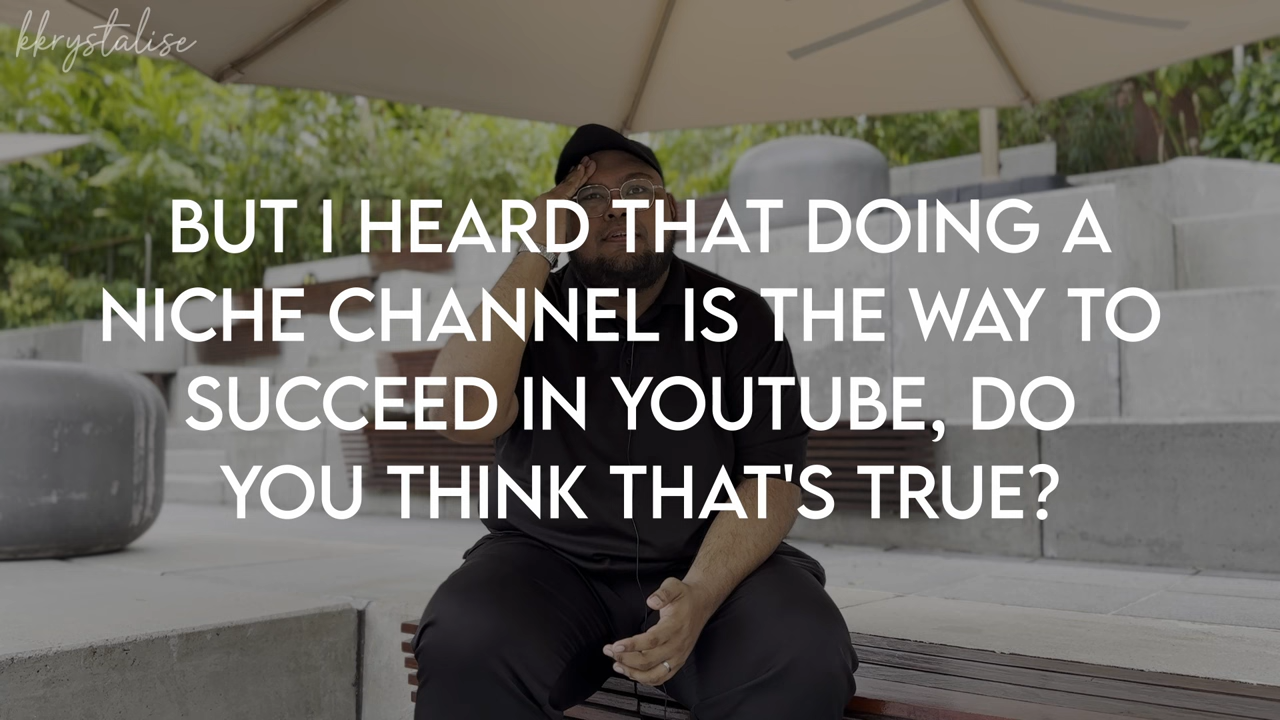 kkrystalise
BUT I HEARD THAT DOING A
NICHE CHANNEL IS THE WAY TO
SUCCEED IN YOUTUBE, DO
YOU THINK THAT'S TRUE?